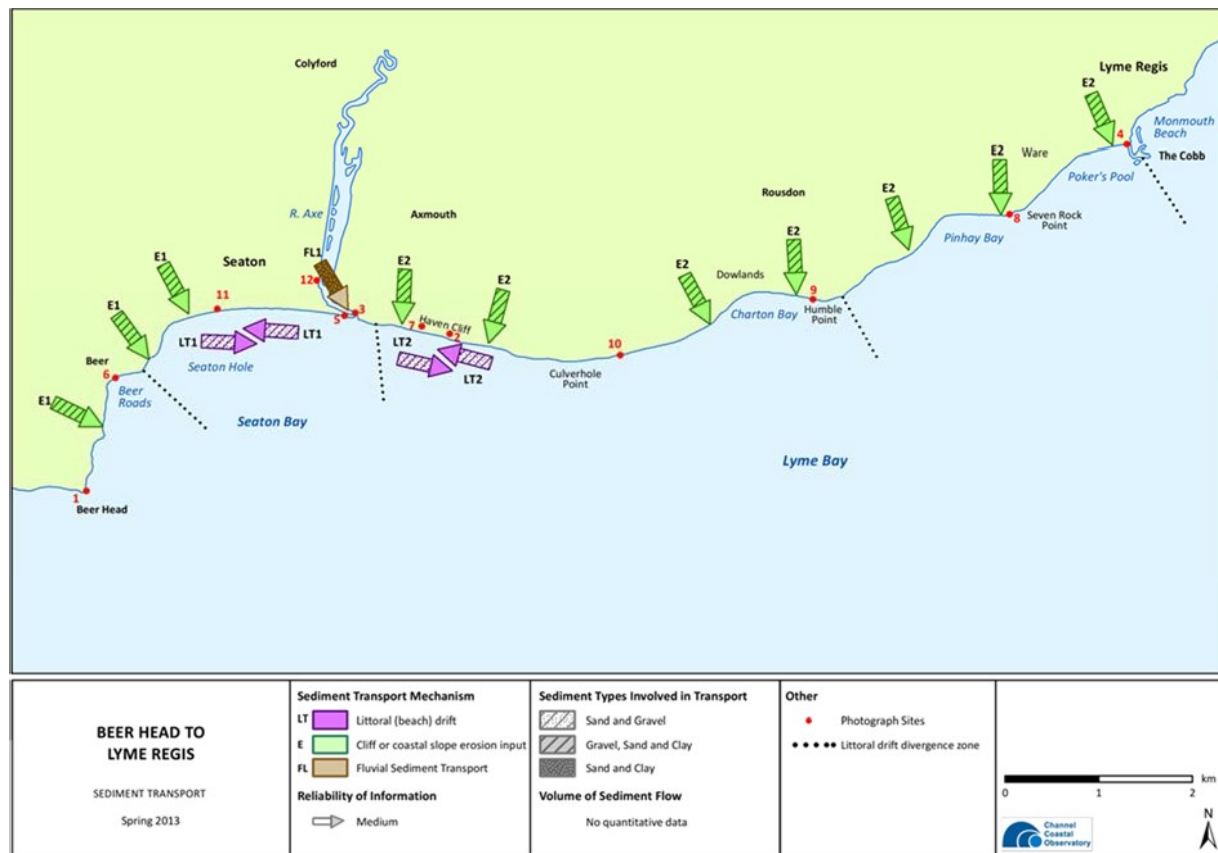 Colyford
Lyme Regis
E2
4
Monmouth
Beach
The Cobb
Poker's Pool
E2
Ware
8
Seven Rock
Point
Pinhay Bay
E2
Rousdon
E2
9
Humble
Point
Charton Bay
Dowlands
E2
R. Axe
Axmouth
FL1
12
5
3
E2
E2
7
Haven Cliff
2
LT2
LT2
Culverhole
Point
10
Seaton
E1
11
LT1
LT1
Seaton Hole
E1
Beer
6
Beer
Roads
E1
Seaton Bay
Lyme Bay
1
Beer Head
BEER HEAD TO
LYME REGIS
SEDIMENT TRANSPORT
Spring 2013
Sediment Transport Mechanism
LT Littoral (beach) drift
E Cliff or coastal slope erosion input
FL Fluvial Sediment Transport
Reliability of Information
Medium
Sediment Types Involved in Transport
Sand and Gravel
Gravel, Sand and Clay
Sand and Clay
Volume of Sediment Flow
No quantitative data
Other
Photograph Sites
Littoral drift divergence zone
km
0 1 2
N
Channel
Coastal
Observatory